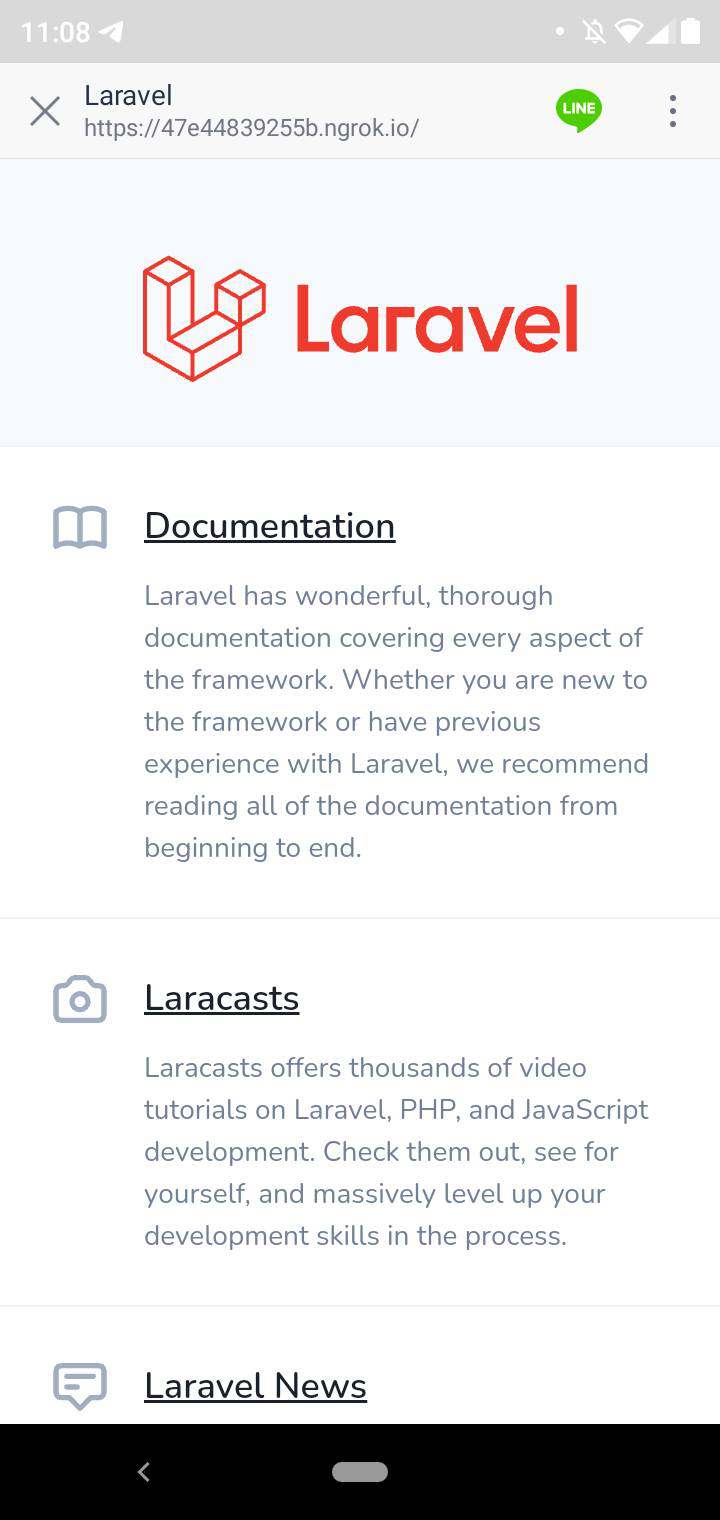 11:08
Laravel
https://47e44839255b.ngrok.io/
LINE
Laravel
Documentation
Laravel has wonderful, thorough
documentation covering every aspect of
the framework. Whether you are new to
the framework or have previous
experience with Laravel, we recommend
reading all of the documentation from
beginning to end.
Laracasts
Laracasts offers thousands of video
tutorials on Laravel, PHP, and JavaScript
development. Check them out, see for
yourself, and massively level up your
development skills in the process.
Laravel News